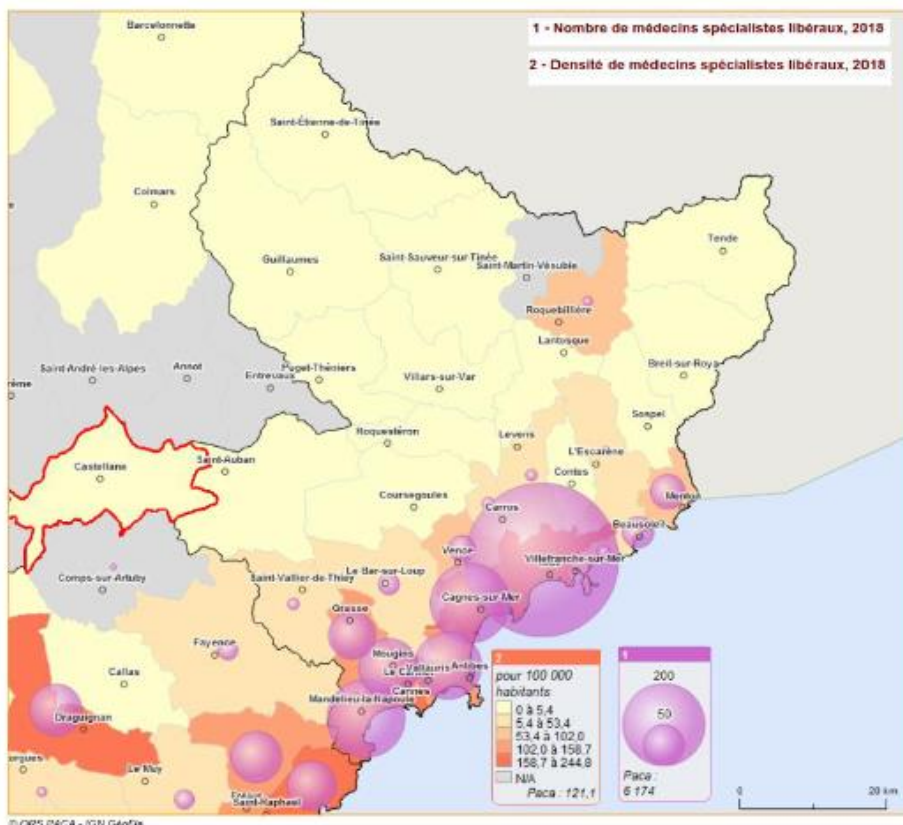 1 - Nombre de médecins spécialistes libéraux, 2018
2 - Densité de médecins spécialistes libéraux, 2018
Barcelonnette
Saint-Étienne-de-Tinée
Colmars
Tende
Guillaumes
Saint-Sauveur-sur-Tinée
Saint-Martin-Vésubie
Roquebillière
Lantosque
Saint-André-les-Alpes
Annot
Entrevaux
Puget-Théniers
Villars-sur-Var
Breil-sur-Roya
Sospel
Roquestéron
Levens
L'Escarène
Castellane
Saint-Auban
Contes
Coursegoules
Menton
Carros
Beausoleil
Vence
Villefranche-sur-Mer
Comps-sur-Artuby
Saint-Vallier-de-Thiey
Le Bar-sur-Loup
Cagnes-sur-Mer
Grasse
Fayence
Mougins
Vallauris
Antibes
Callas
Cannes
Mandelieu-la-Napoule
Draguignan
Le Muy
Saint-Raphaël
2
pour 100 000
habitants
0 à 5,4
5,4 à 53,4
53,4 à 102,0
102,0 à 158,7
158,7 à 244,8
N/A
Paca : 121,1
1
200
50
Paca :
6 174
0
20 km
© ORS PACA - IGN GéoFla